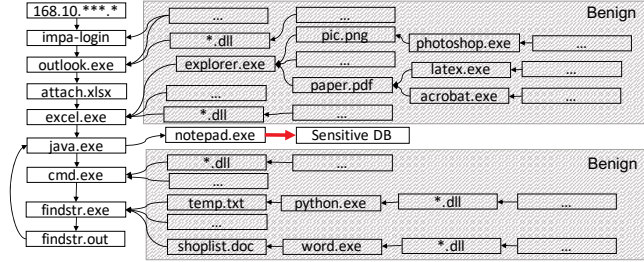 168.10.***.*
impa-login
outlook.exe
attach.xlsx
excel.exe
java.exe
cmd.exe
findstr.exe
findstr.out
Benign
...
...
*.dll
pic.png
photoshop.exe
...
explorer.exe
...
latex.exe
...
paper.pdf
...
acrobat.exe
...
*.dll
...
notepad.exe
Sensitive DB
Benign
*.dll
...
...
temp.txt
python.exe
*.dll
...
...
shoplist.doc
word.exe
*.dll
...